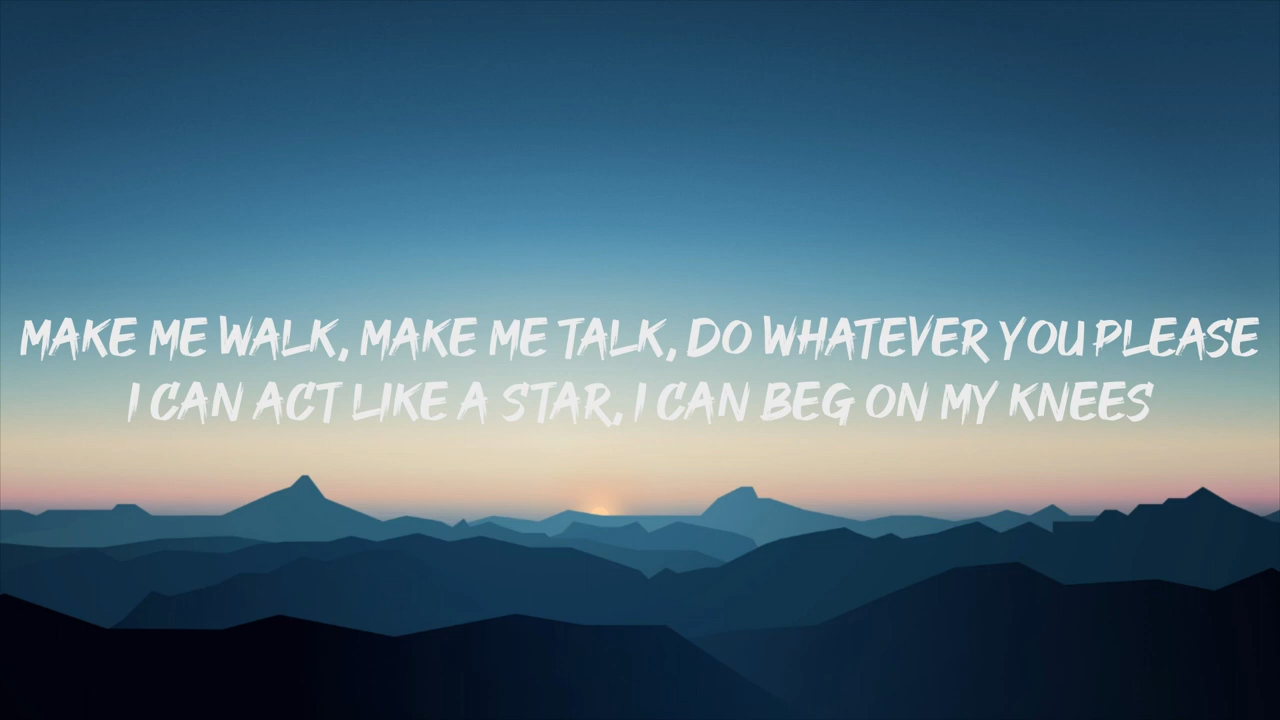 MAKE ME WALK, MAKE ME TALK, DO WHATEVER YOU PLEASE
I CAN ACT LIKE A STAR, I CAN BEG ON MY KNEES